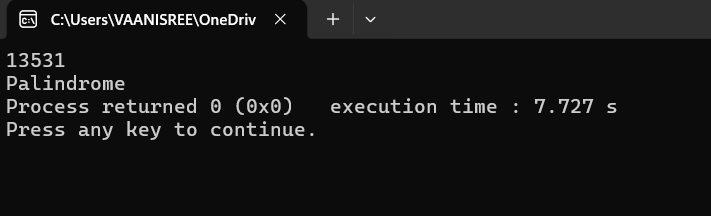 C:\Users\VAANISREE\OneDriv
13531
Palindrome
Process returned 0 (0x0)   execution time : 7.727 s
Press any key to continue.